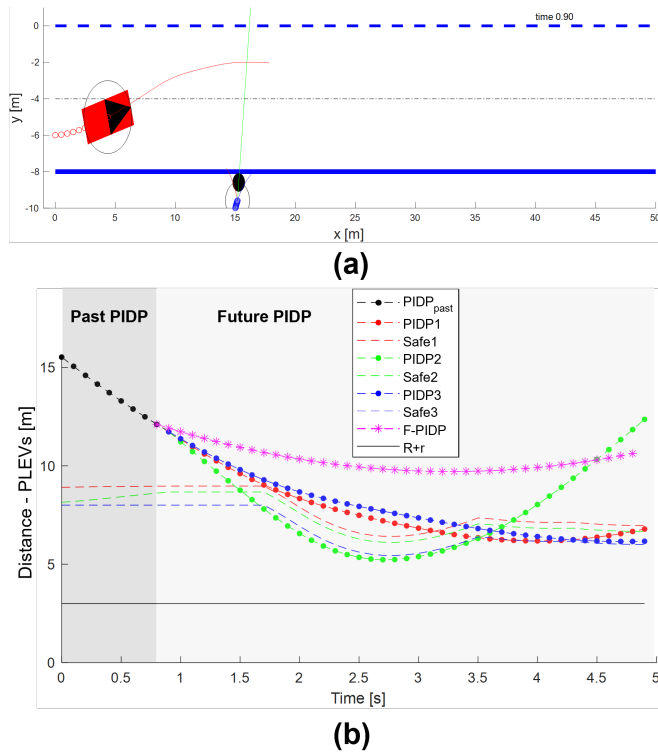 time 0.90
0
-2
-4
-6
-8
-10
y [m]
0 5 10 15 20 25 30 35 40 45 50
x [m]
(a)
Past PIDP Future PIDP
PIDP past
PIDP1
Safe1
PIDP2
Safe2
PIDP3
Safe3
F-PIDP
R+r
15
10
5
0
Distance - PLEVs [m]
0 0.5 1 1.5 2 2.5 3 3.5 4 4.5 5
Time [s]
(b)